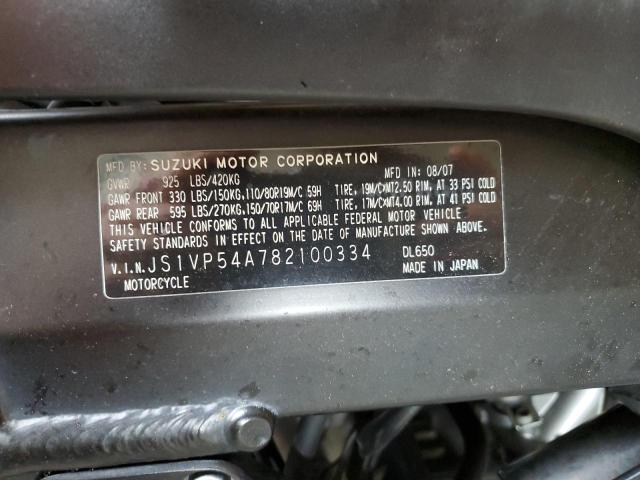 MFD BY: SUZUKI MOTOR CORPORATION MFD IN: 08/07
GVWR 925 LBS/420KG
GAWR FRONT 330 LBS/150KG,110/80R19M/C 59H TIRE, 19M/C×MT2.50 RIM, AT 33 PSI COLD
GAWR REAR 595 LBS/270KG,150/70R17M/C 69H TIRE, 17M/C×MT4.00 RIM, AT 41 PSI COLD
THIS VEHICLE CONFORMS TO ALL APPLICABLE FEDERAL MOTOR VEHICLE
SAFETY STANDARDS IN EFFECT ON THE DATE OF MANUFACTURE SHOWN ABOVE.
V.I.N. JS1VP54A782100334 DL650
MOTORCYCLE MADE IN JAPAN